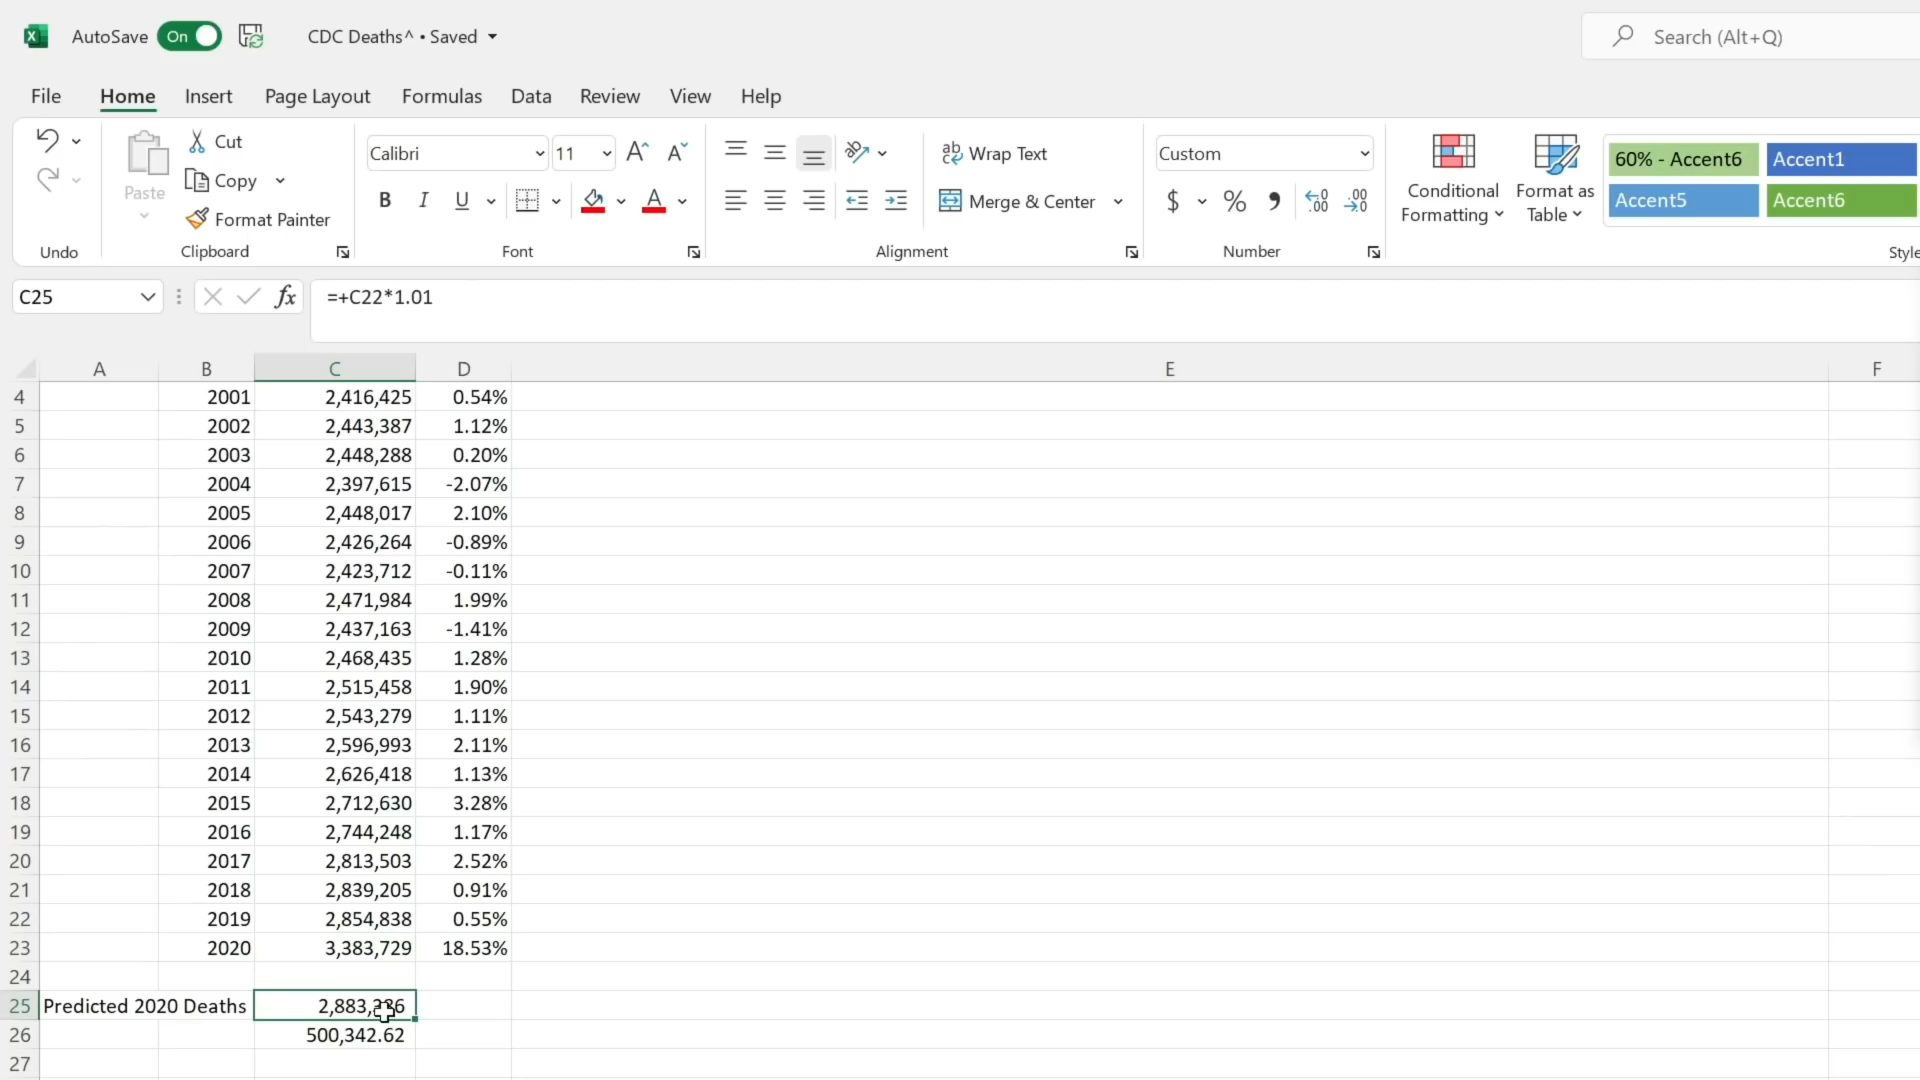 AutoSave On CDC Deaths^ • Saved Search (Alt+Q)
File Home Insert Page Layout Formulas Data Review View Help
Cut
Copy
Format Painter
Paste
Undo
Clipboard
Calibri 11
B I U A
Font
ab Wrap Text
Merge & Center
Alignment
Custom
$ % 9 .00 .00
Number
Conditional
Formatting
Format as
Table
60% - Accent6 Accent1
Accent5 Accent6
Style
C25 fx =+C22*1.01
A B C D E F
4 2001 2,416,425 0.54%
5 2002 2,443,387 1.12%
6 2003 2,448,288 0.20%
7 2004 2,397,615 -2.07%
8 2005 2,448,017 2.10%
9 2006 2,426,264 -0.89%
10 2007 2,423,712 -0.11%
11 2008 2,471,984 1.99%
12 2009 2,437,163 -1.41%
13 2010 2,468,435 1.28%
14 2011 2,515,458 1.90%
15 2012 2,543,279 1.11%
16 2013 2,596,993 2.11%
17 2014 2,626,418 1.13%
18 2015 2,712,630 3.28%
19 2016 2,744,248 1.17%
20 2017 2,813,503 2.52%
21 2018 2,839,205 0.91%
22 2019 2,854,838 0.55%
23 2020 3,383,729 18.53%
24
25 Predicted 2020 Deaths
26 500,342.62
27